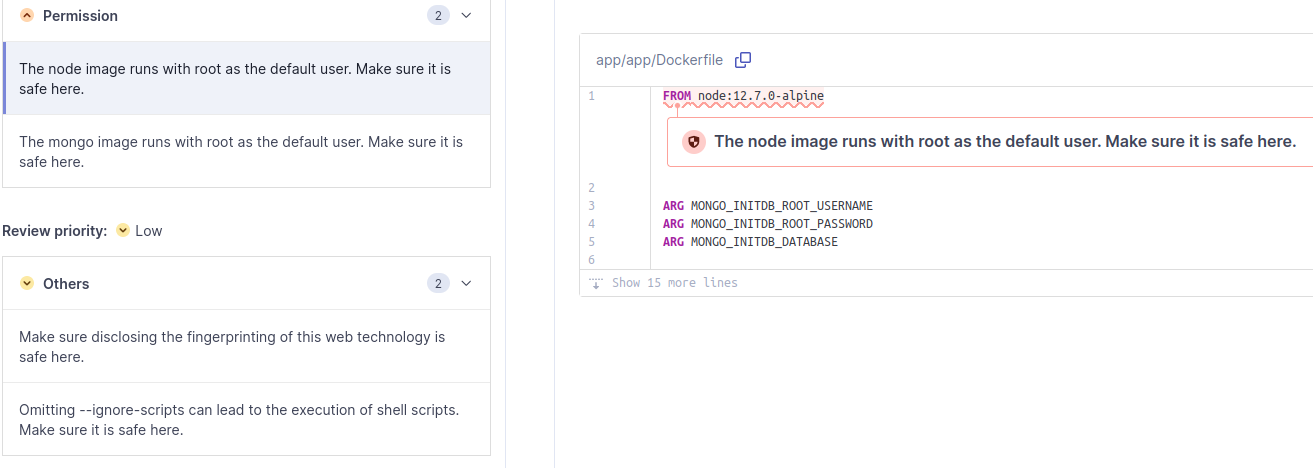 Permission 2
The node image runs with root as the default user. Make sure it is
safe here.
The mongo image runs with root as the default user. Make sure it is
safe here.
Review priority: Low
Others 2
Make sure disclosing the fingerprinting of this web technology is
safe here.
Omitting --ignore-scripts can lead to the execution of shell scripts.
Make sure it is safe here.
app/app/Dockerfile
1 FROM node:12.7.0-alpine
The node image runs with root as the default user. Make sure it is safe here.
2
3 ARG MONGO_INITDB_ROOT_USERNAME
4 ARG MONGO_INITDB_ROOT_PASSWORD
5 ARG MONGO_INITDB_DATABASE
6
Show 15 more lines